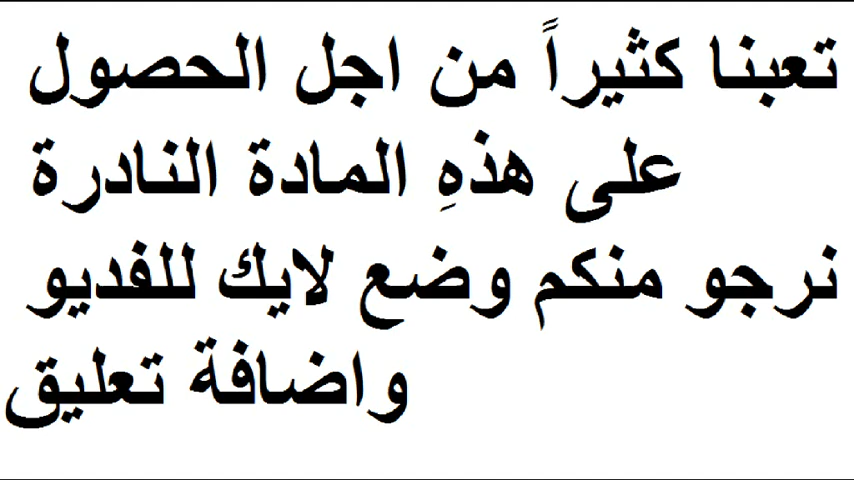 تعبنا كثيراً من اجل الحصول
على هذهِ المادة النادرة
نرجو منكم وضع لايك للفديو
واضافة تعليق